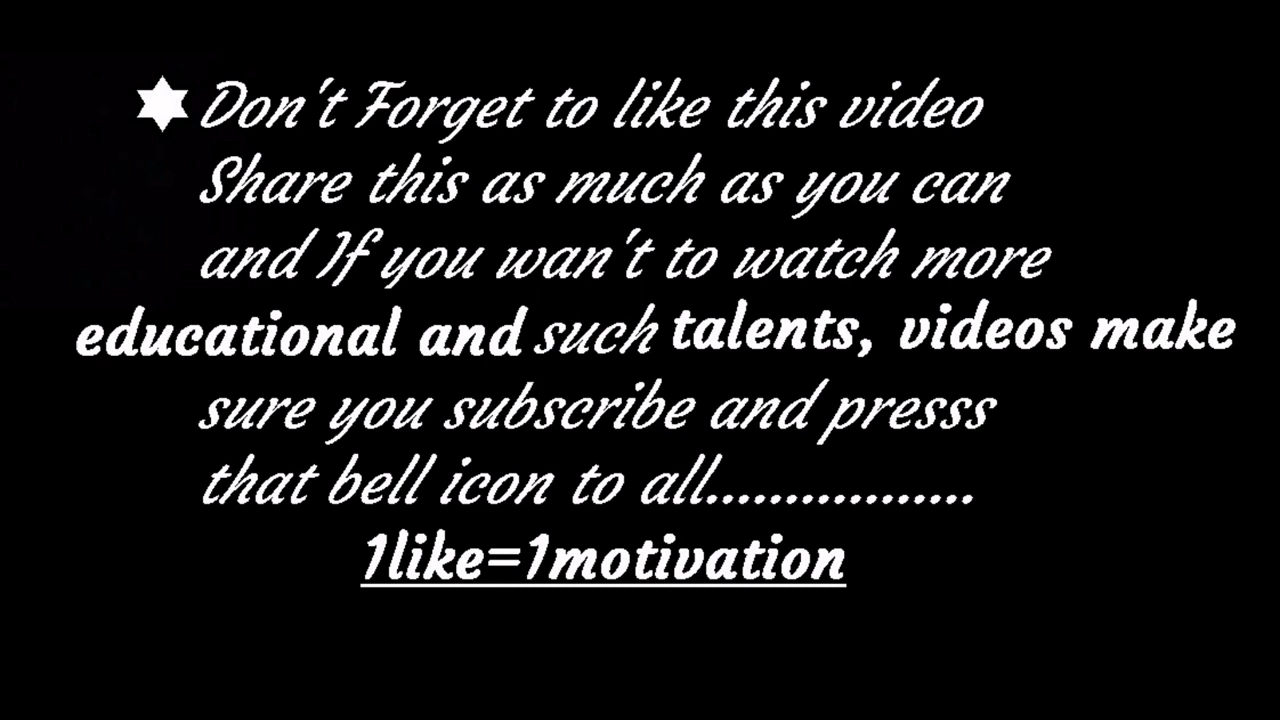 Don't Forget to like this video
Share this as much as you can
and If you wan't to watch more
educational and such talents, videos make
sure you subscribe and presss
that bell icon to all.................
1like=1motivation